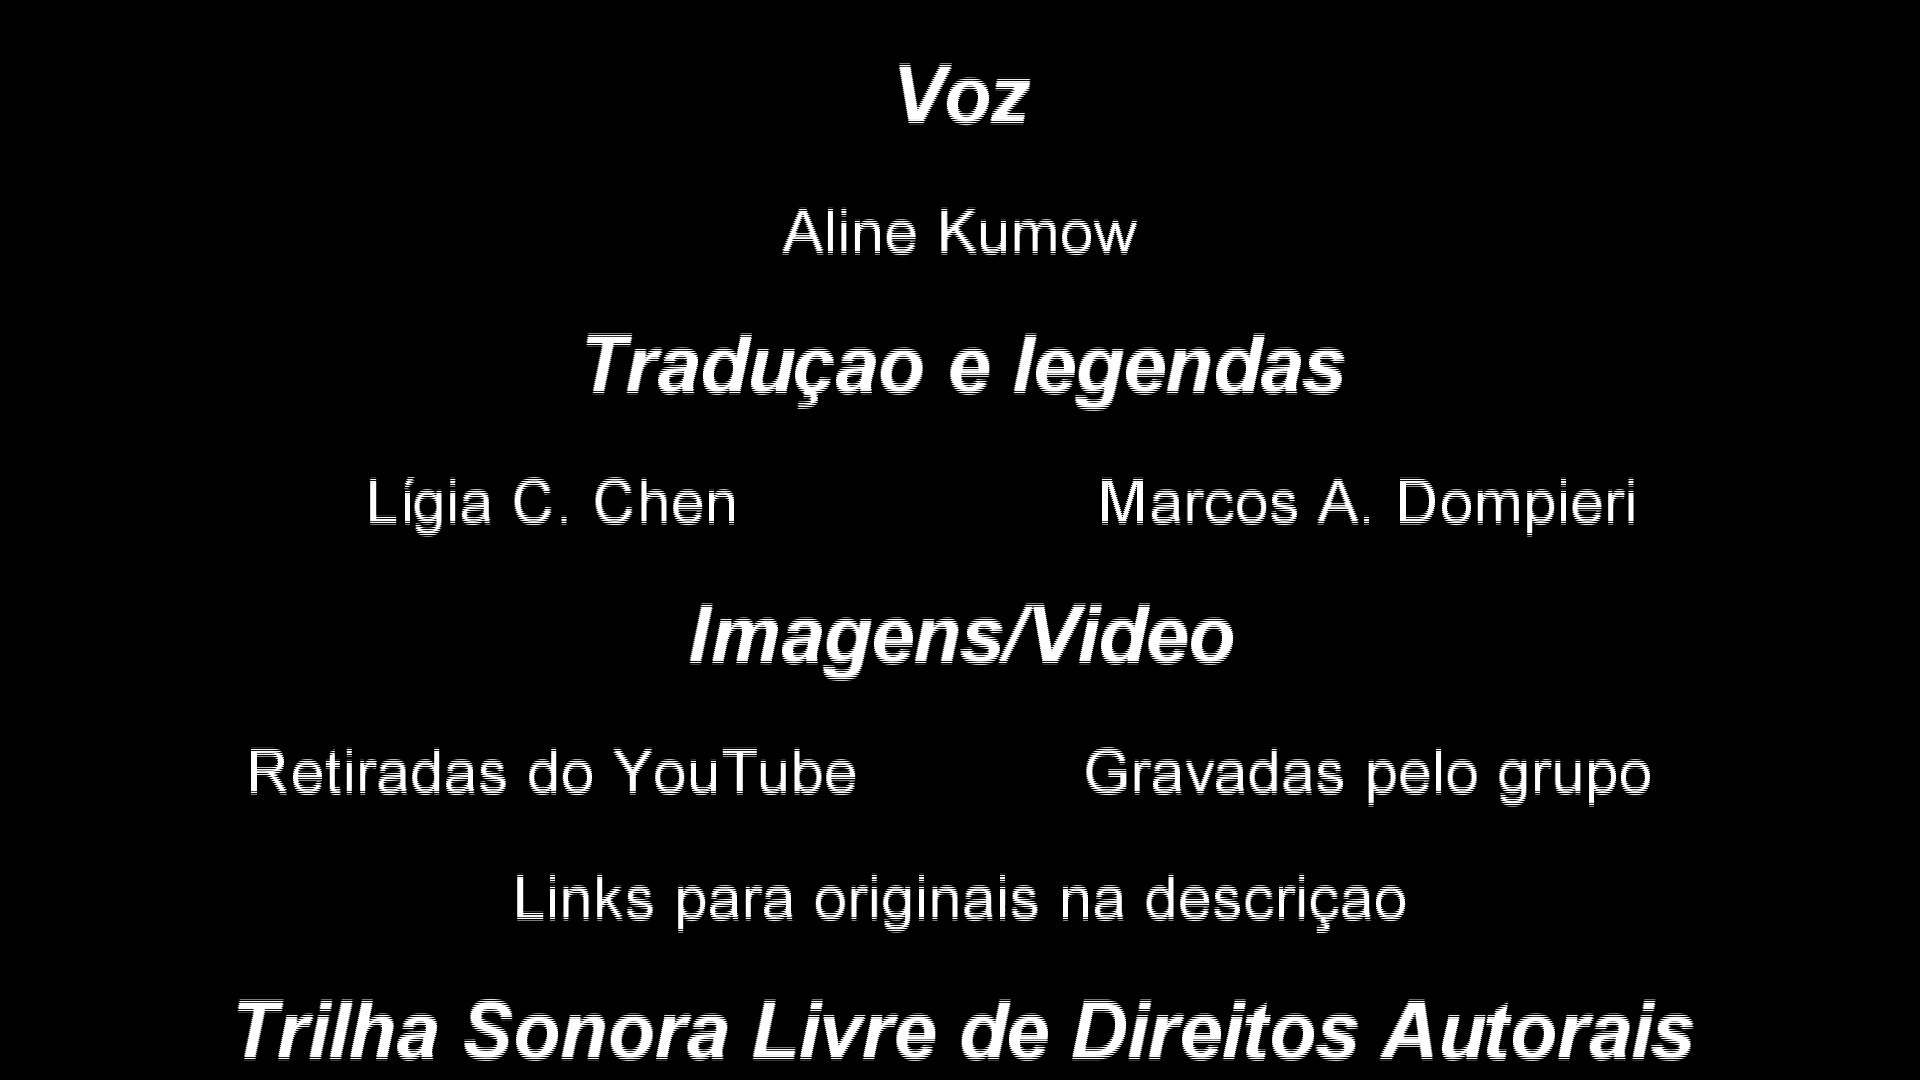 Voz
Aline Kumow
Traduçao e legendas
Lígia C. Chen Marcos A. Dompieri
Imagens/Video
Retiradas do YouTube Gravadas pelo grupo
Links para originais na descriçao
Trilha Sonora Livre de Direitos Autorais